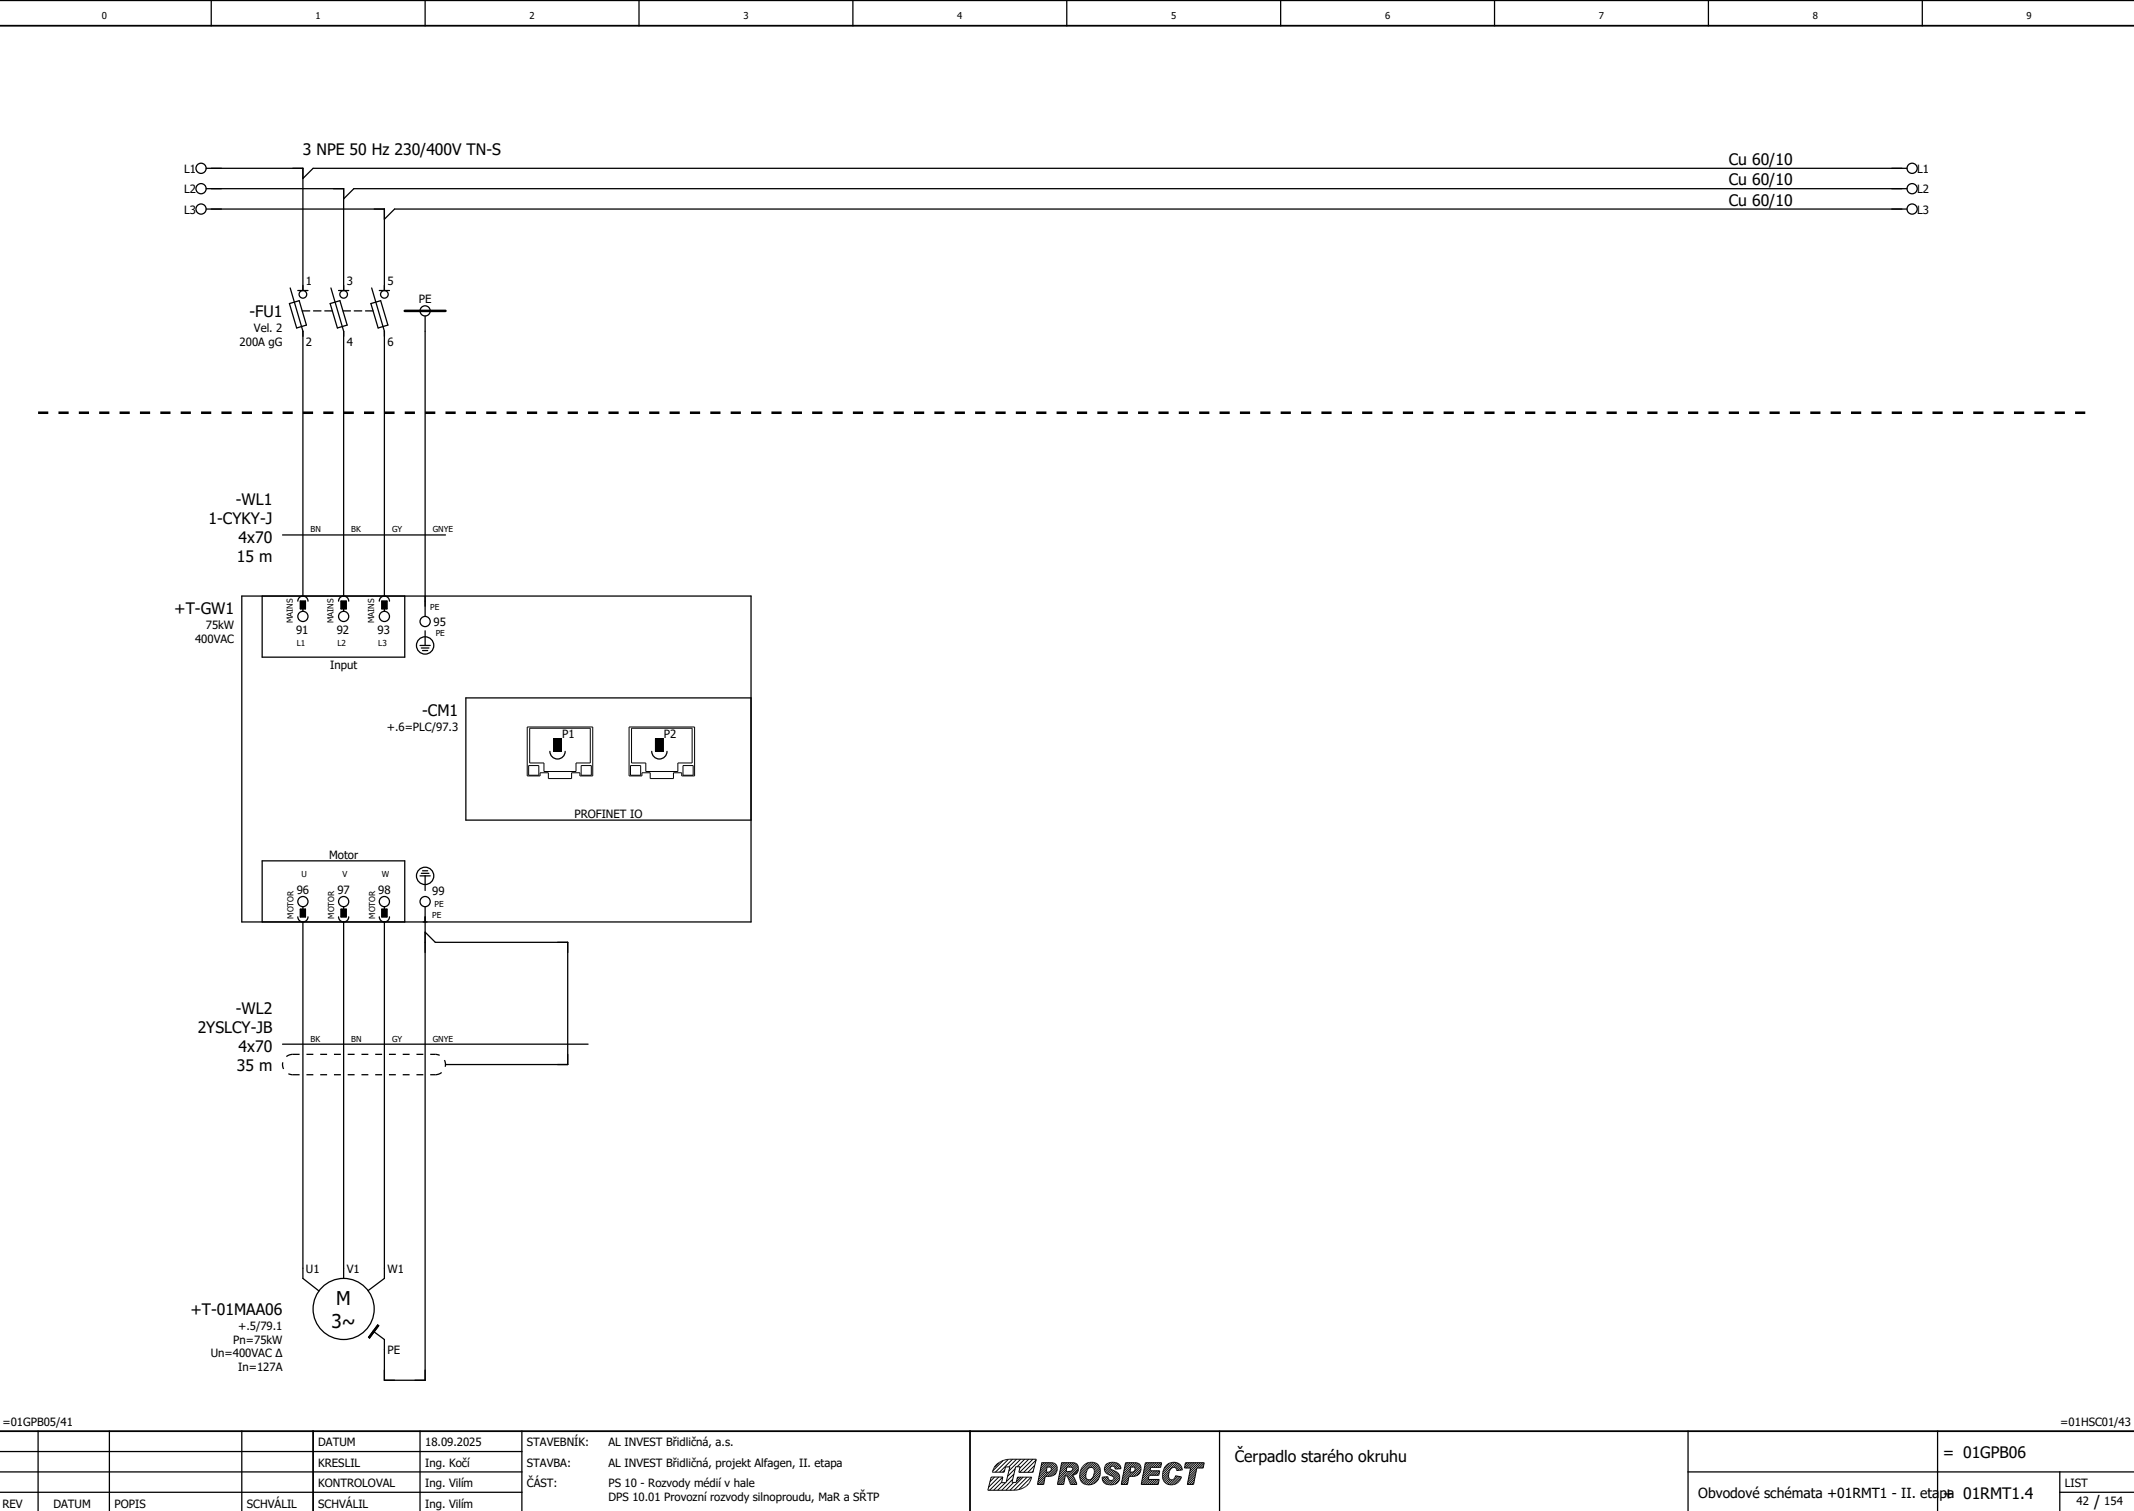 0 1 2 3 4 5 6 7 8 9
3 NPE 50 Hz 230/400V TN-S
L1 Cu 60/10 L1
L2 Cu 60/10 L2
L3 Cu 60/10 L3
1 3 5
PE
-FU1
Vel. 2
200A gG
2 4 6
-WL1
1-CYKY-J
4x70
15 m
BN BK GY GNYE
+T-GW1
75kW
400VAC
MAINS MAINS MAINS
PE
91 92 93 95
PE
L1 L2 L3
Input
-CM1
+.6=PLC/97.3
P1 P2
PROFINET IO
Motor
U V W
96 97 98 99
MOTOR MOTOR MOTOR
PE
PE
-WL2
2YSLCY-JB
4x70
35 m
BK BN GY GNYE
U1 V1 W1
M
3~
+T-01MAA06
+.5/79.1
Pn=75kW
Un=400VAC Δ
In=127A
PE
=01GPB05/41
=01HSC01/43
DATUM 18.09.2025
KRESLIL Ing. Kočí
KONTROLOVAL Ing. Vilím
REV DATUM POPIS SCHVÁLIL SCHVÁLIL Ing. Vilím
STAVEBNÍK: AL INVEST Břidličná, a.s.
STAVBA: AL INVEST Břidličná, projekt Alfagen, II. etapa
ČÁST: PS 10 - Rozvody médií v hale
DPS 10.01 Provozní rozvody silnoproudu, MaR a SŘTP
PROSPECT
Čerpadlo starého okruhu
Obvodové schémata +01RMT1 - II. etapa
= 01GPB06
+ 01RMT1.4
LIST
42 / 154